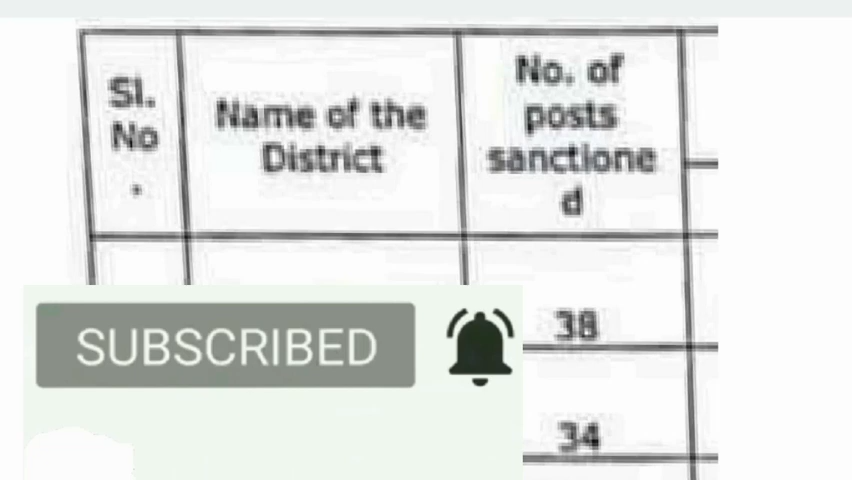 Sl.
No
.
Name of the
District
No. of
posts
sanctione
d
38
34
SUBSCRIBED